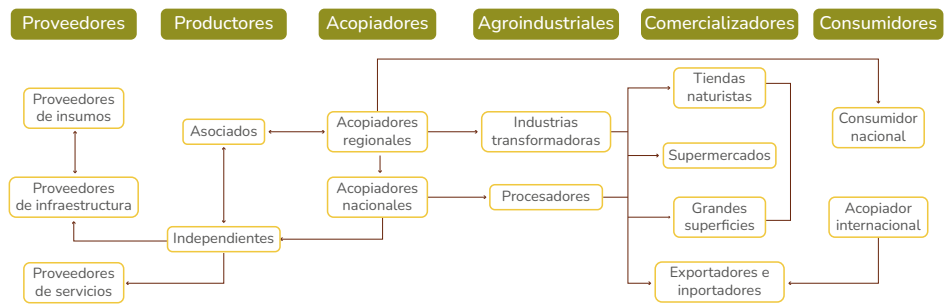 Proveedores
Productores
Acopiadores
Agroindustriales
Comercializadores
Consumidores
Proveedores
de insumos
Proveedores
de infraestructura
Proveedores
de servicios
Asociados
Independientes
Acopiadores
regionales
Acopiadores
nacionales
Industrias
transformadoras
Procesadores
Tiendas
naturistas
Supermercados
Grandes
superficies
Exportadores e
inportadores
Consumidor
nacional
Acopiador
internacional